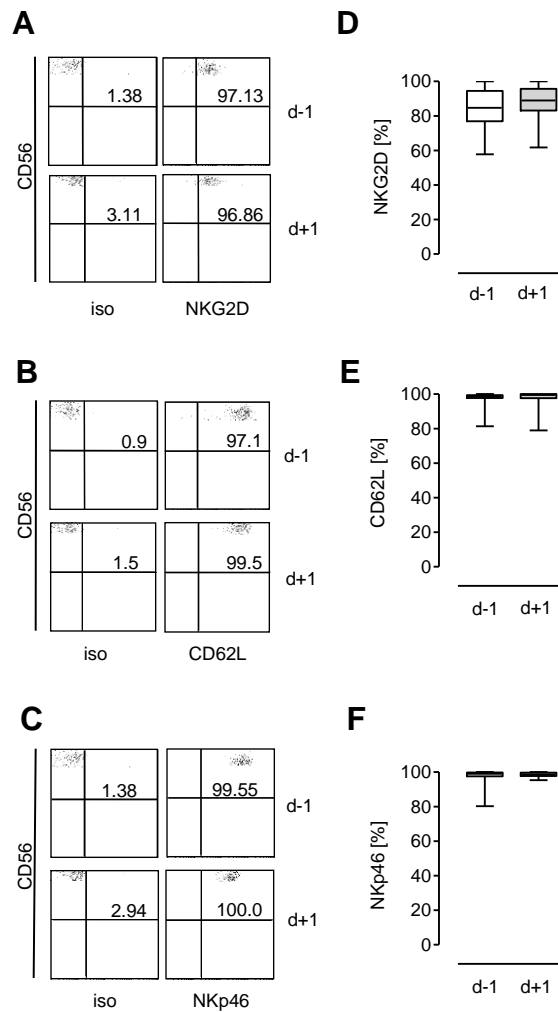 A
CD56
1.38
97.13
d-1
3.11
96.86
d+1
iso
NKG2D
D
NKG2D [%]
100
80
60
40
20
0
d-1
d+1
B
CD56
0.9
97.1
d-1
1.5
99.5
d+1
iso
CD62L
E
CD62L [%]
100
80
60
40
20
0
d-1
d+1
C
CD56
1.38
99.55
d-1
2.94
100.0
d+1
iso
NKp46
F
NKp46 [%]
100
80
60
40
20
0
d-1
d+1